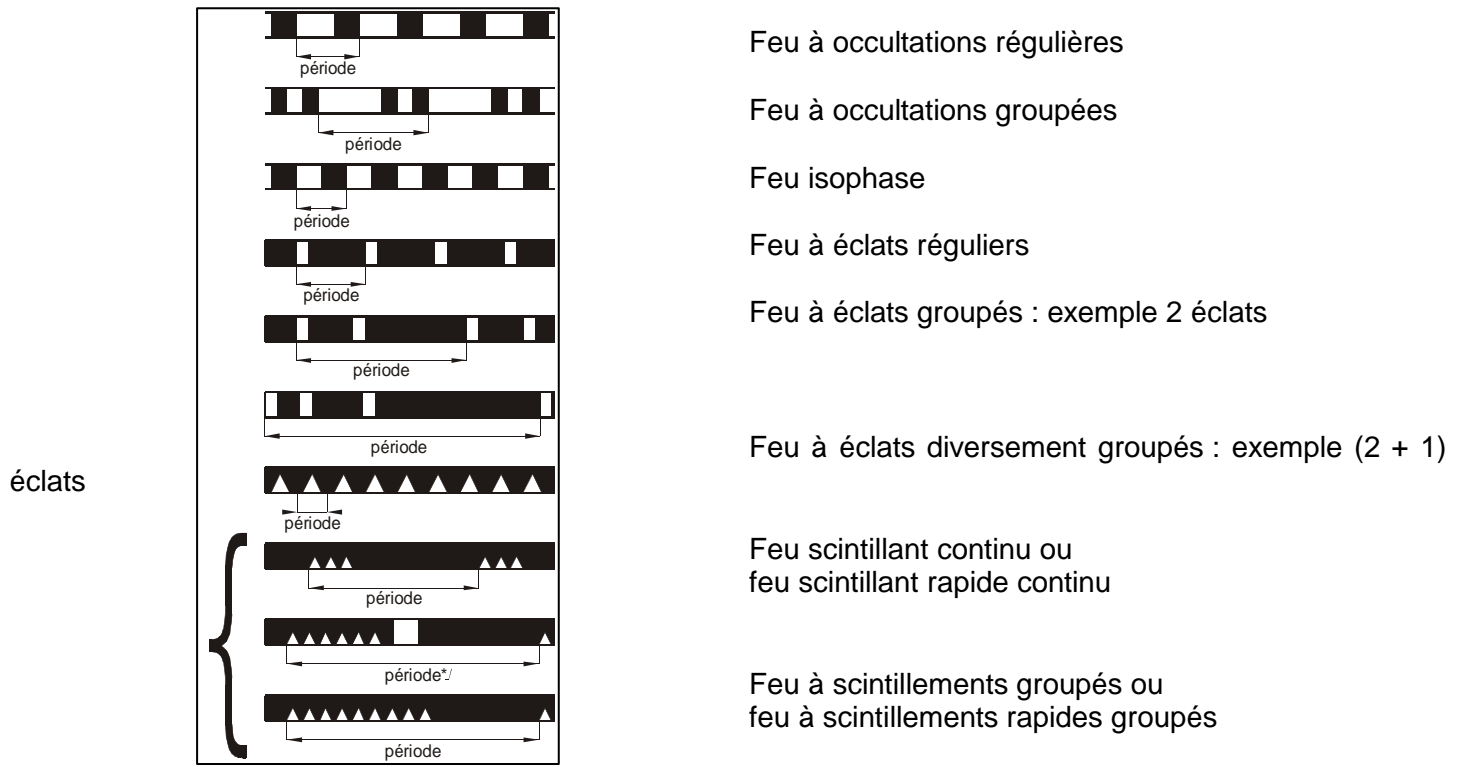 période
Feu à occultations régulières
période
Feu à occultations groupées
période
Feu isophase
période
Feu à éclats réguliers
période
Feu à éclats groupés : exemple 2 éclats
période
Feu à éclats diversement groupés : exemple (2 + 1)
éclats
période
période
Feu scintillant continu ou
feu scintillant rapide continu
période*/
Feu à scintillements groupés ou
feu à scintillements rapides groupés
période